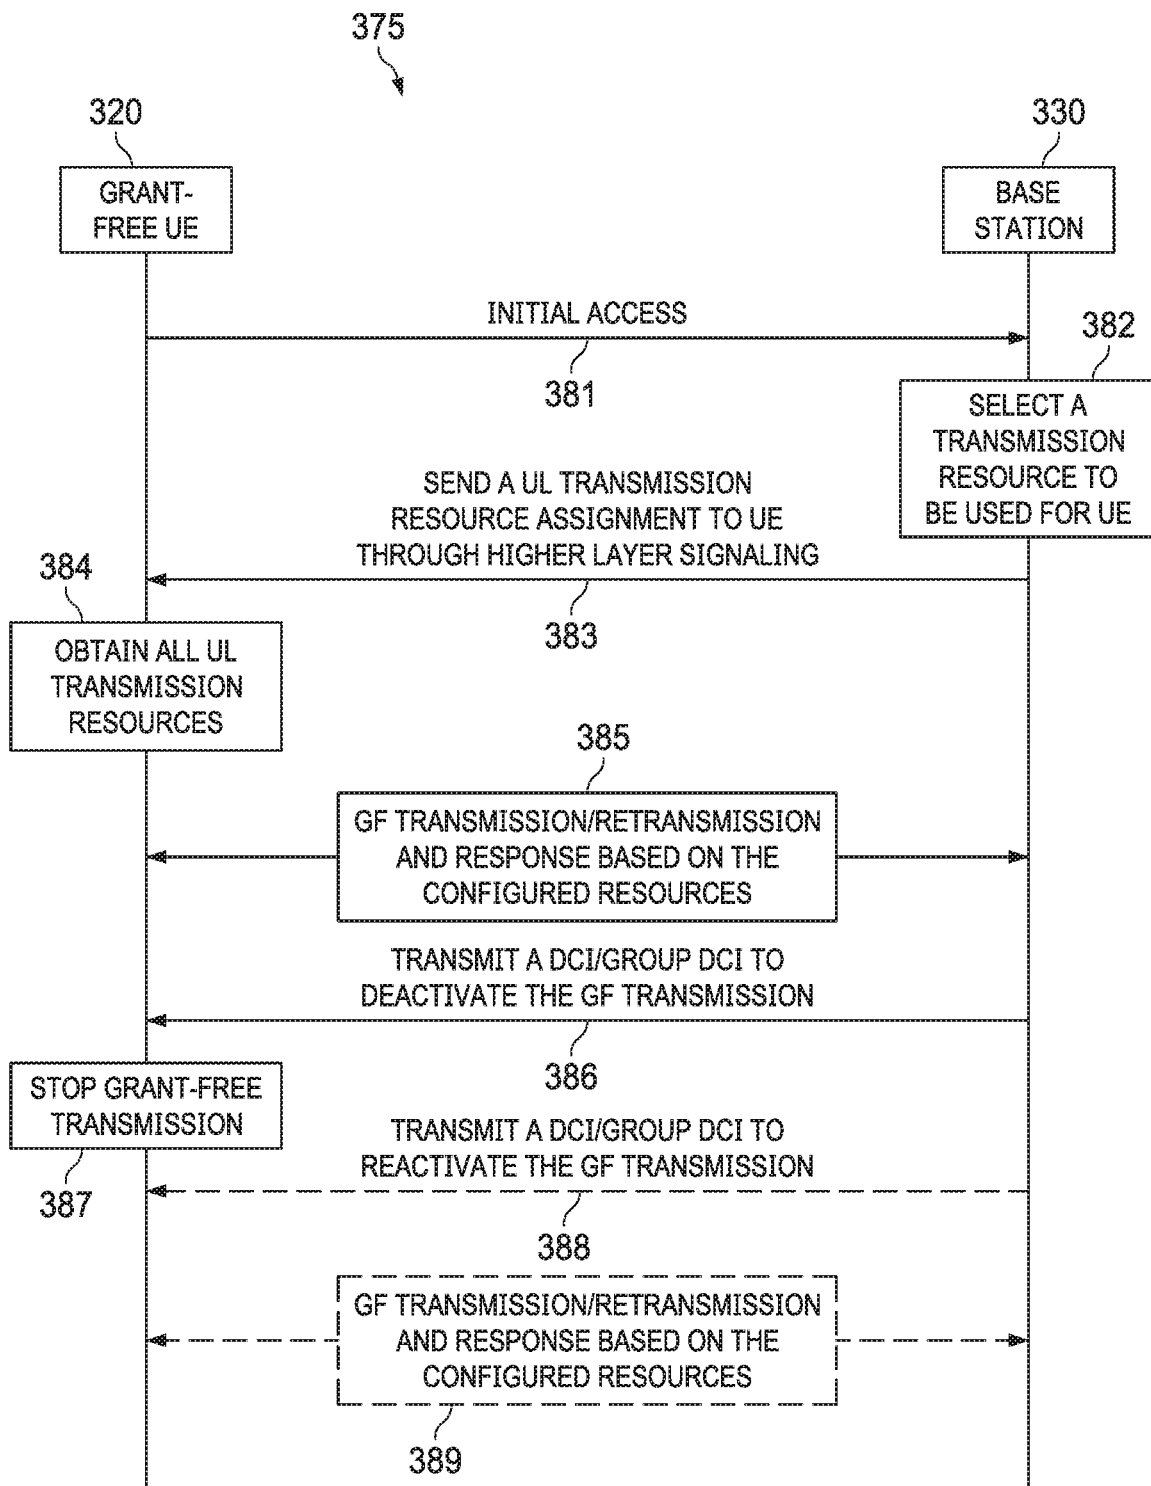 375
320
330
GRANT-
FREE UE
BASE
STATION
INITIAL ACCESS
381
382
SELECT A
TRANSMISSION
RESOURCE TO
BE USED FOR UE
SEND A UL TRANSMISSION
RESOURCE ASSIGNMENT TO UE
THROUGH HIGHER LAYER SIGNALING
383
384
OBTAIN ALL UL
TRANSMISSION
RESOURCES
385
GF TRANSMISSION/RETRANSMISSION
AND RESPONSE BASED ON THE
CONFIGURED RESOURCES
TRANSMIT A DCI/GROUP DCI TO
DEACTIVATE THE GF TRANSMISSION
386
STOP GRANT-FREE
TRANSMISSION
387
TRANSMIT A DCI/GROUP DCI TO
REACTIVATE THE GF TRANSMISSION
388
GF TRANSMISSION/RETRANSMISSION
AND RESPONSE BASED ON THE
CONFIGURED RESOURCES
389